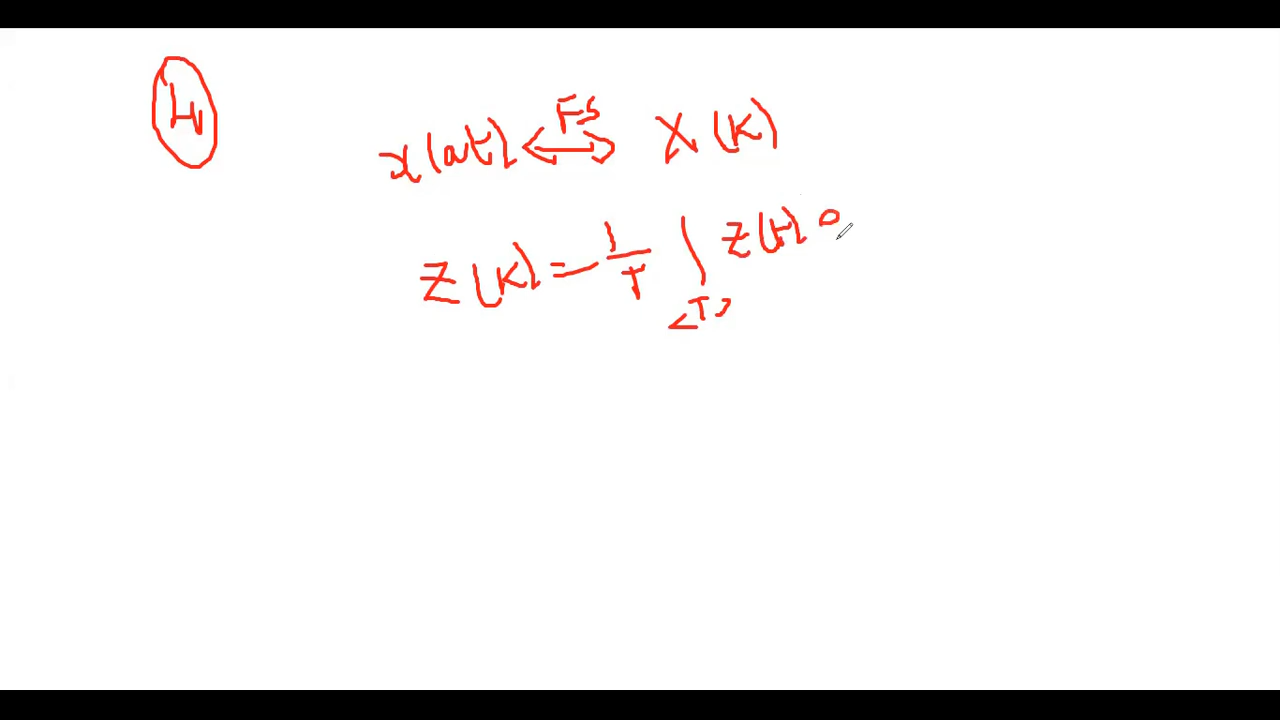 x(at) <=> FS X(K)
Z(K) = 1/T ∫<T> Z(t)